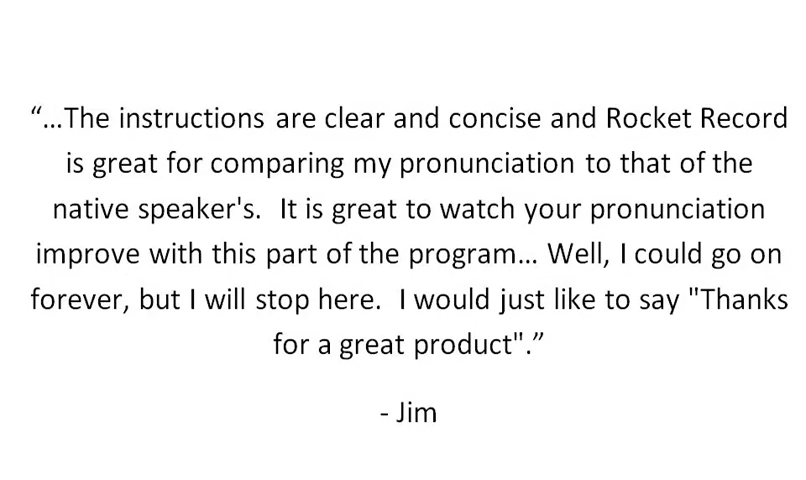 “...The instructions are clear and concise and Rocket Record
is great for comparing my pronunciation to that of the
native speaker's.  It is great to watch your pronunciation
improve with this part of the program... Well, I could go on
forever, but I will stop here.  I would just like to say "Thanks
for a great product".”
- Jim